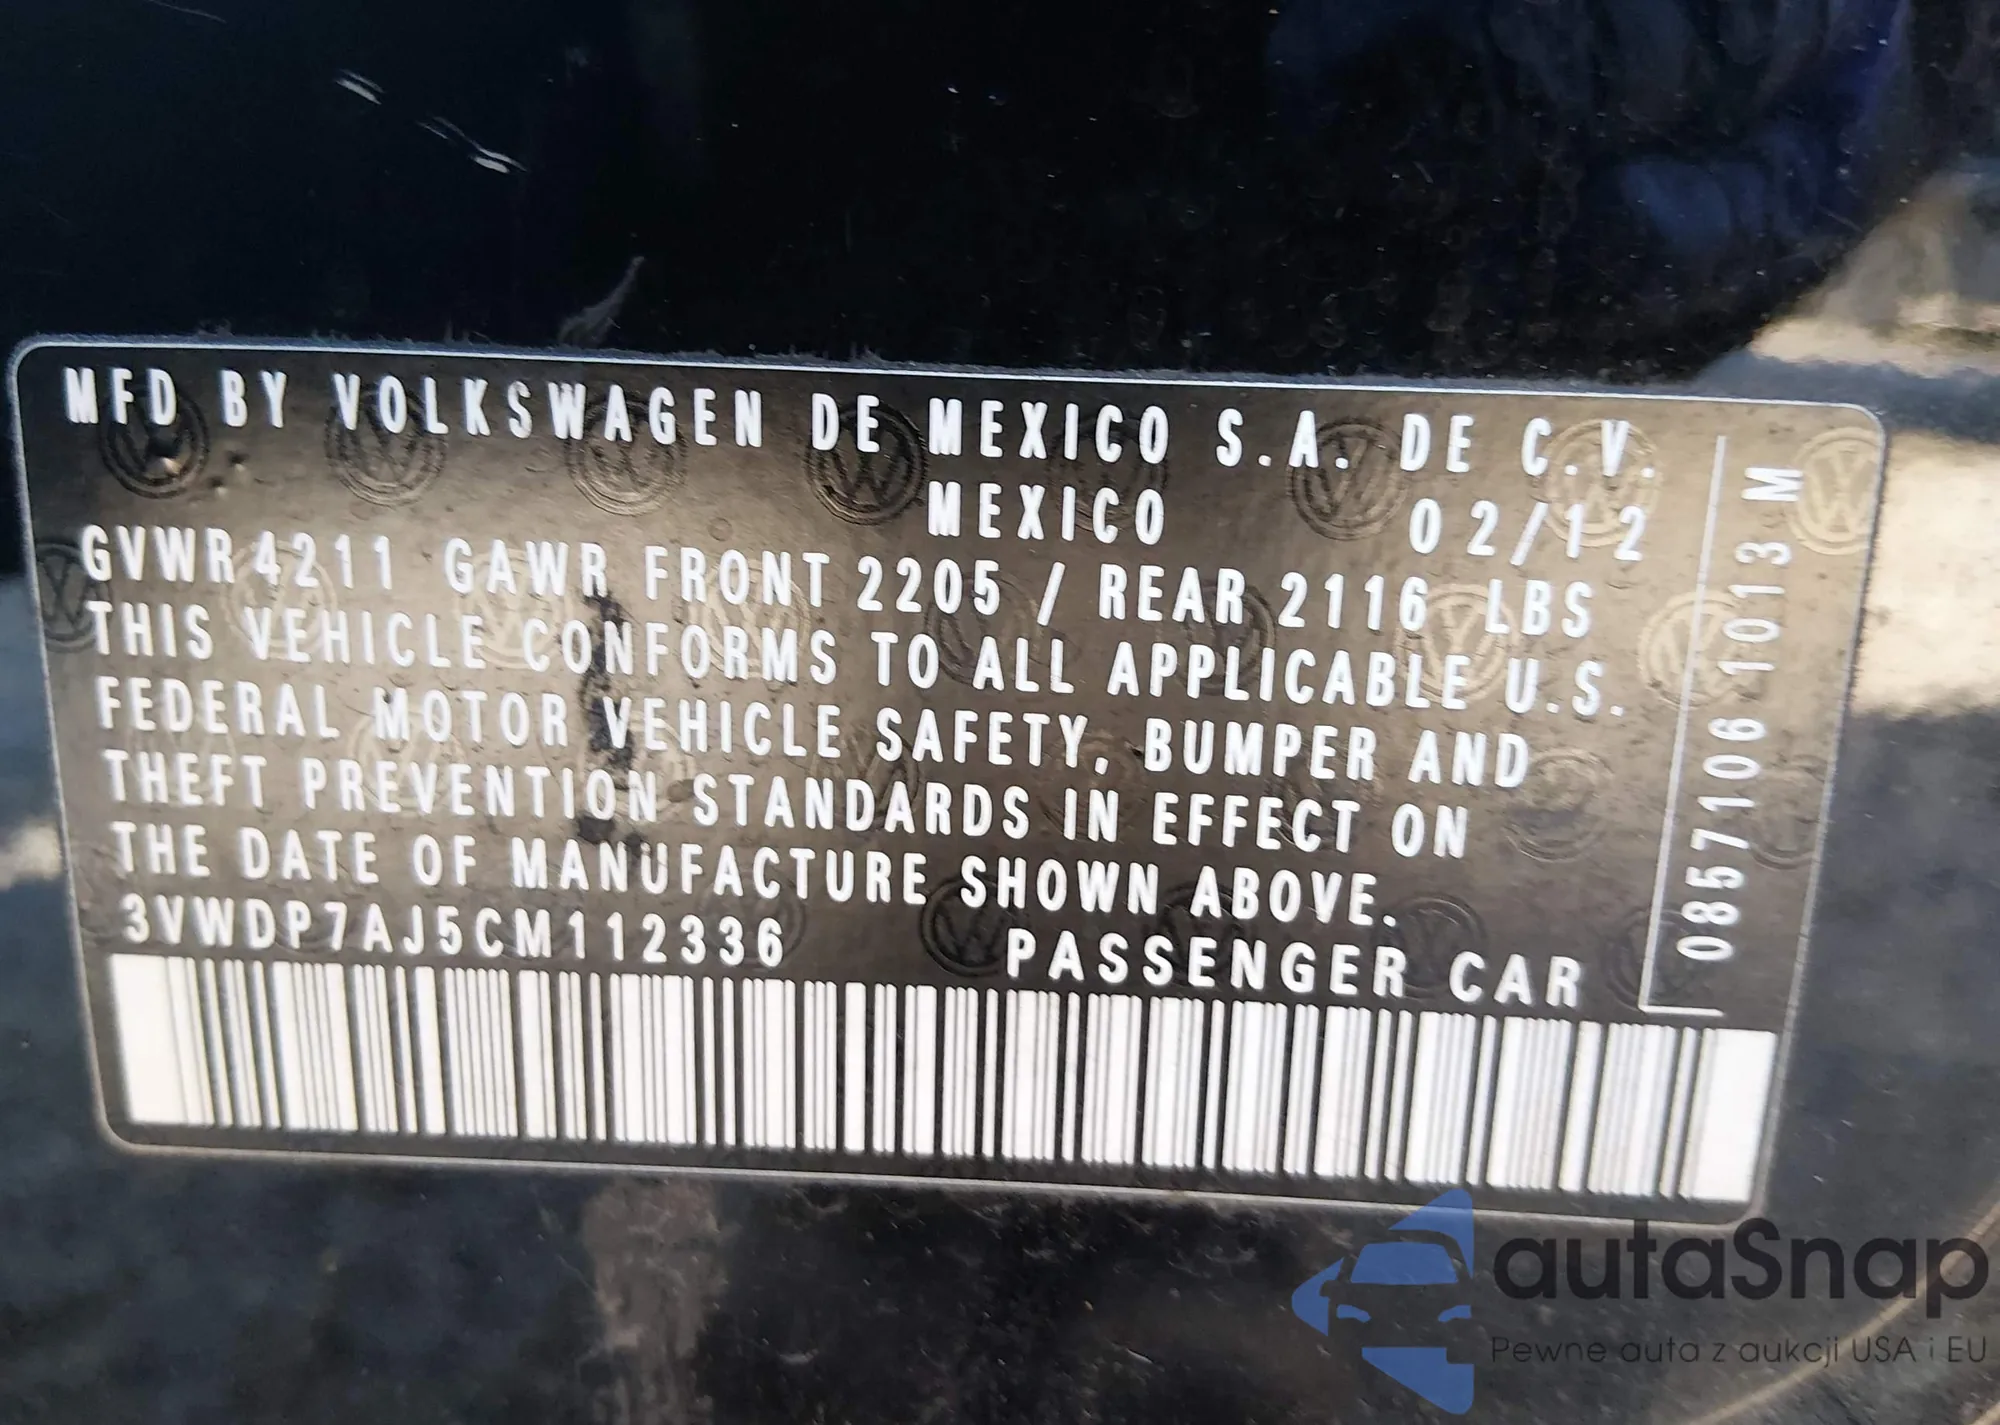 MFD BY VOLKSWAGEN DE MEXICO S.A. DE C.V.
MEXICO 02/12
GVWR 4211 GAWR FRONT 2205 / REAR 2116 LBS
THIS VEHICLE CONFORMS TO ALL APPLICABLE U.S.
FEDERAL MOTOR VEHICLE SAFETY, BUMPER AND
THEFT PREVENTION STANDARDS IN EFFECT ON
THE DATE OF MANUFACTURE SHOWN ABOVE.
3VWDP7AJ5CM112336 PASSENGER CAR
0857106 1013 M
autaSnap
Pewne auta z aukcji USA i EU